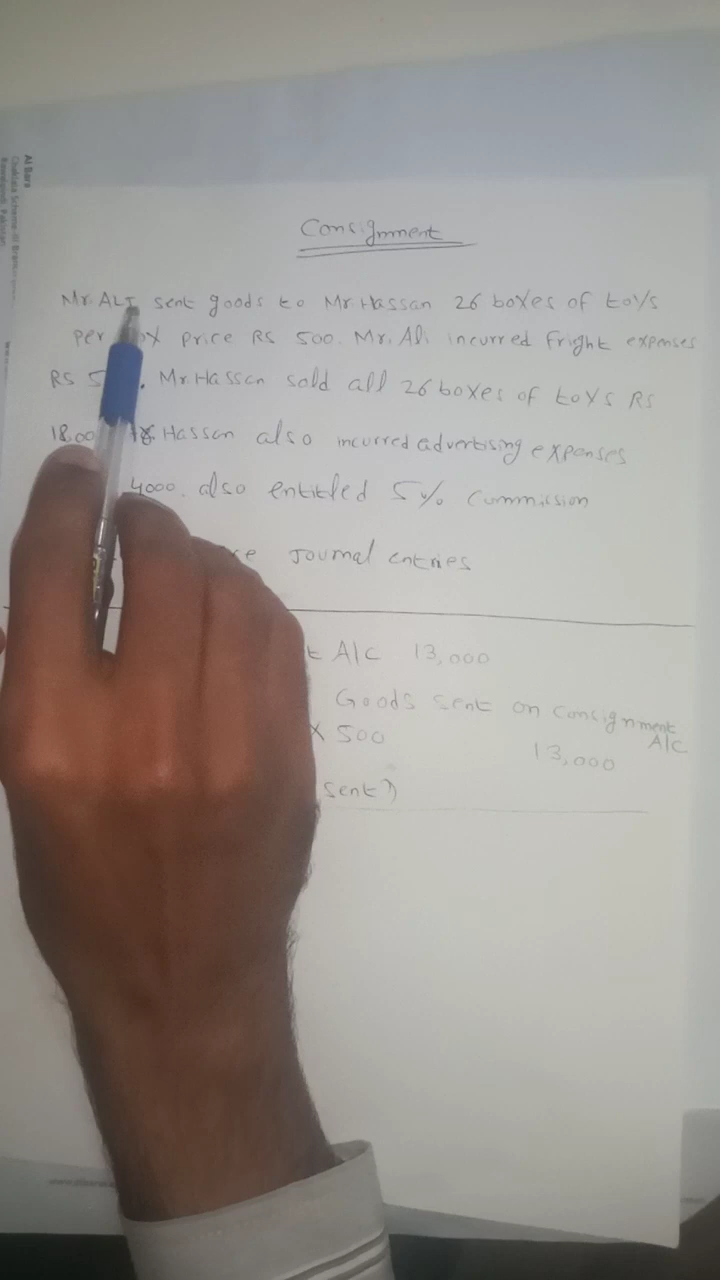 Consignment
Mr. ALI sent goods to Mr. Hassan 26 boxes of toys
per price RS 500. Mr. Ali incurred fright expenses
RS Mr. Hassan sold all 26 boxes of toys RS
Hassan also incurred advertising expenses
4000. also entitled 5% Commission
Journal entries
A/C 13,000
Goods sent on consignment
A/C
X 500
13,000
sent)
Al Bara